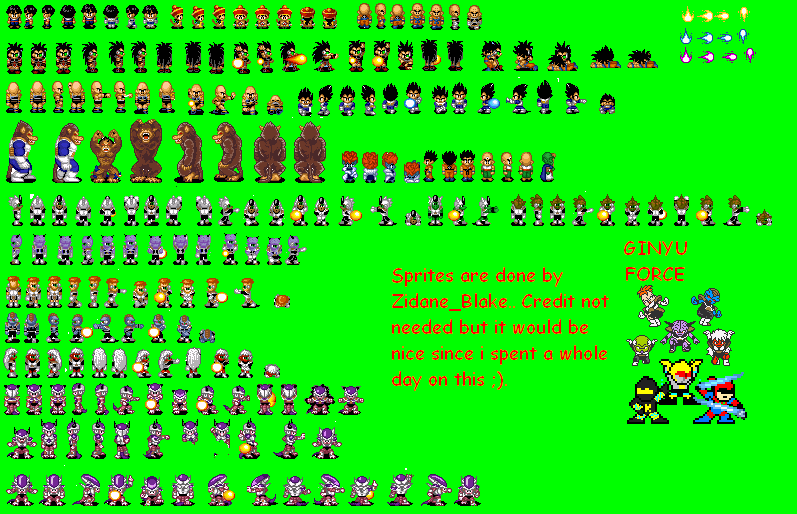 GINYU
FORCE
Sprites are done by
Zidane_Blake.. Credit not
needed but it would be
nice since i spent a whole
day on this :).